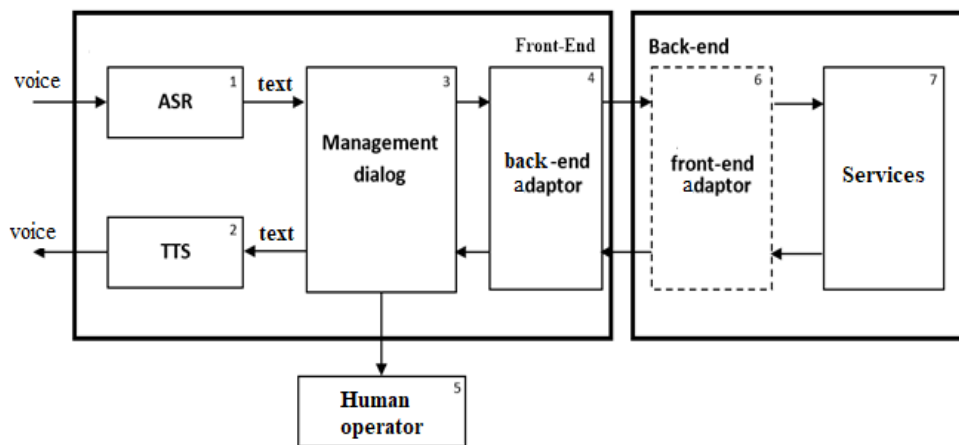 Front-End
Back-end
voice
ASR
1
text
Management
dialog
3
back-end
adaptor
4
front-end
adaptor
6
Services
7
voice
TTS
2
text
Human
operator
5